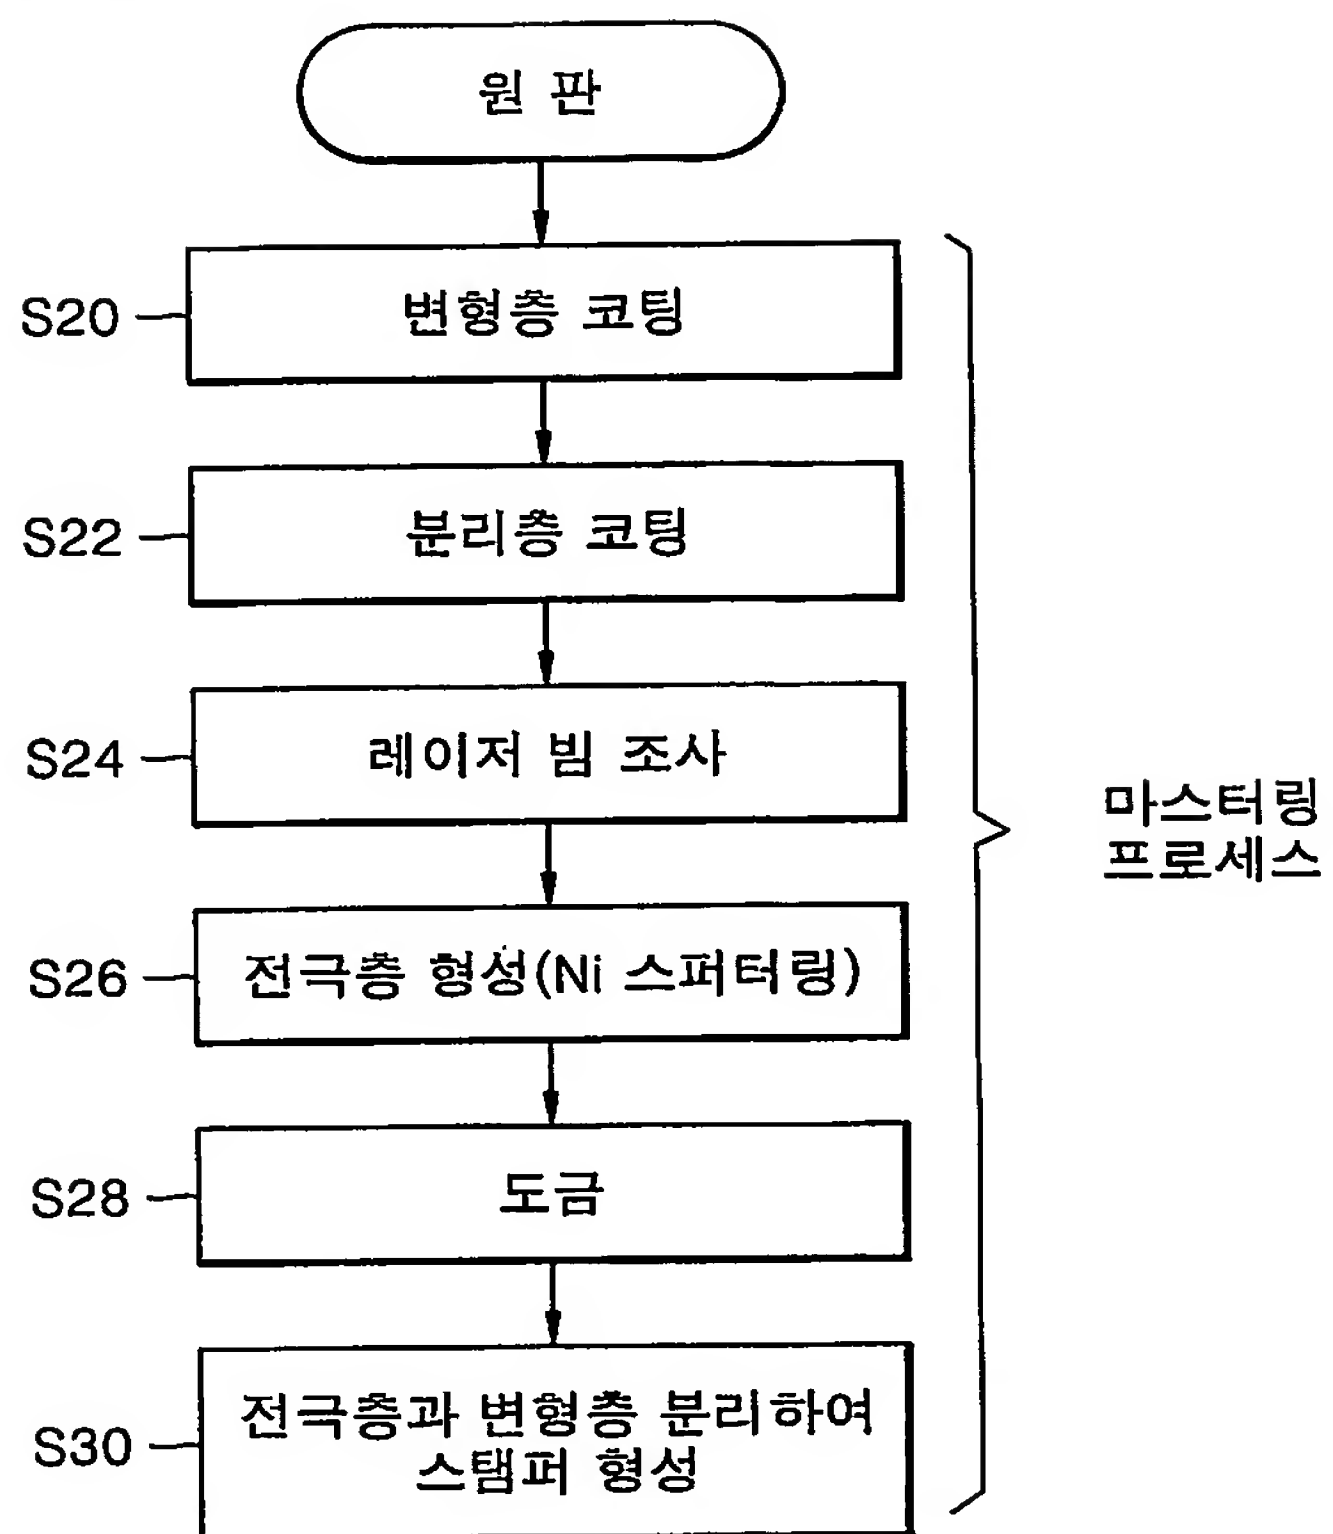 원 판
S20
변형층 코팅
S22
분리층 코팅
S24
레이저 빔 조사
마스터링
프로세스
S26
전극층 형성(Ni 스퍼터링)
S28
도금
S30
전극층과 변형층 분리하여
스탬퍼 형성